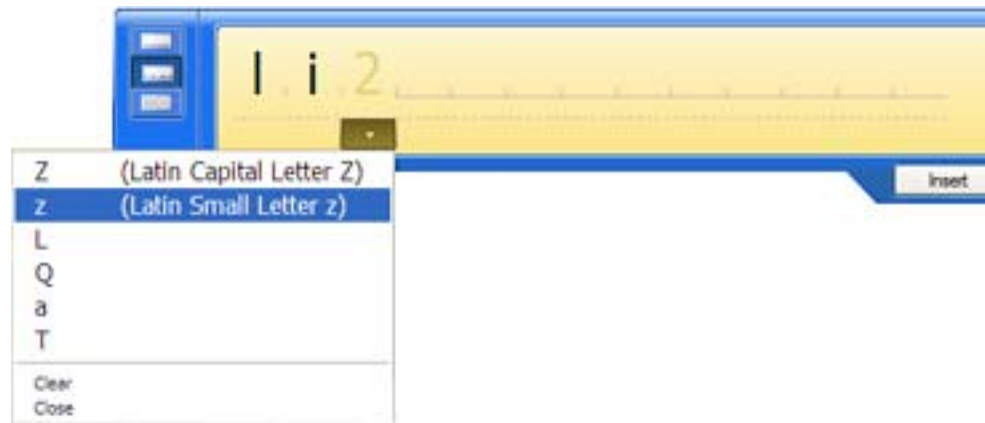 l i 2
Insert
Z (Latin Capital Letter Z)
z (Latin Small Letter z)
L
Q
a
T
Clear
Close